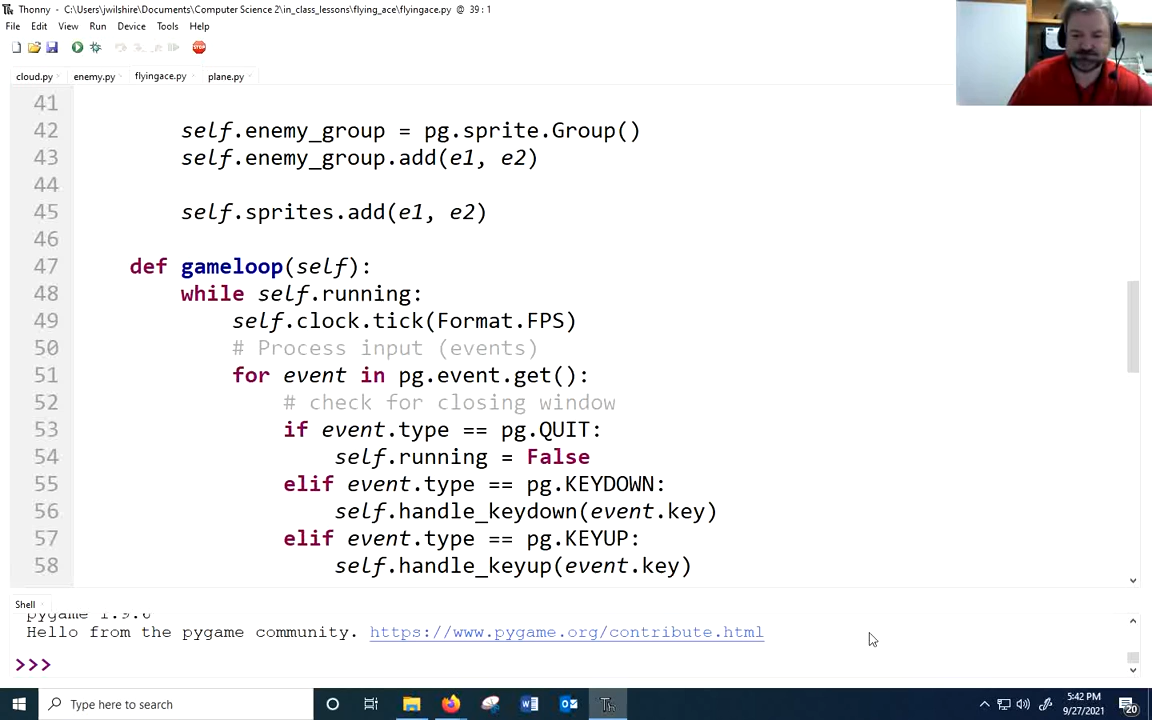 Thonny - C:\Users\jwilshire\Documents\Computer Science 2\in_class_lessons\flying_ace\flyingace.py @ 39 : 1
File Edit View Run Device Tools Help
STOP
cloud.py enemy.py flyingace.py plane.py
41
42 self.enemy_group = pg.sprite.Group()
43 self.enemy_group.add(e1, e2)
44
45 self.sprites.add(e1, e2)
46
47 def gameloop(self):
48 while self.running:
49 self.clock.tick(Format.FPS)
50 # Process input (events)
51 for event in pg.event.get():
52 # check for closing window
53 if event.type == pg.QUIT:
54 self.running = False
55 elif event.type == pg.KEYDOWN:
56 self.handle_keydown(event.key)
57 elif event.type == pg.KEYUP:
58 self.handle_keyup(event.key)
Shell
pygame 1.9.6
Hello from the pygame community. https://www.pygame.org/contribute.html
>>>
Type here to search
5:42 PM
9/27/2021
20